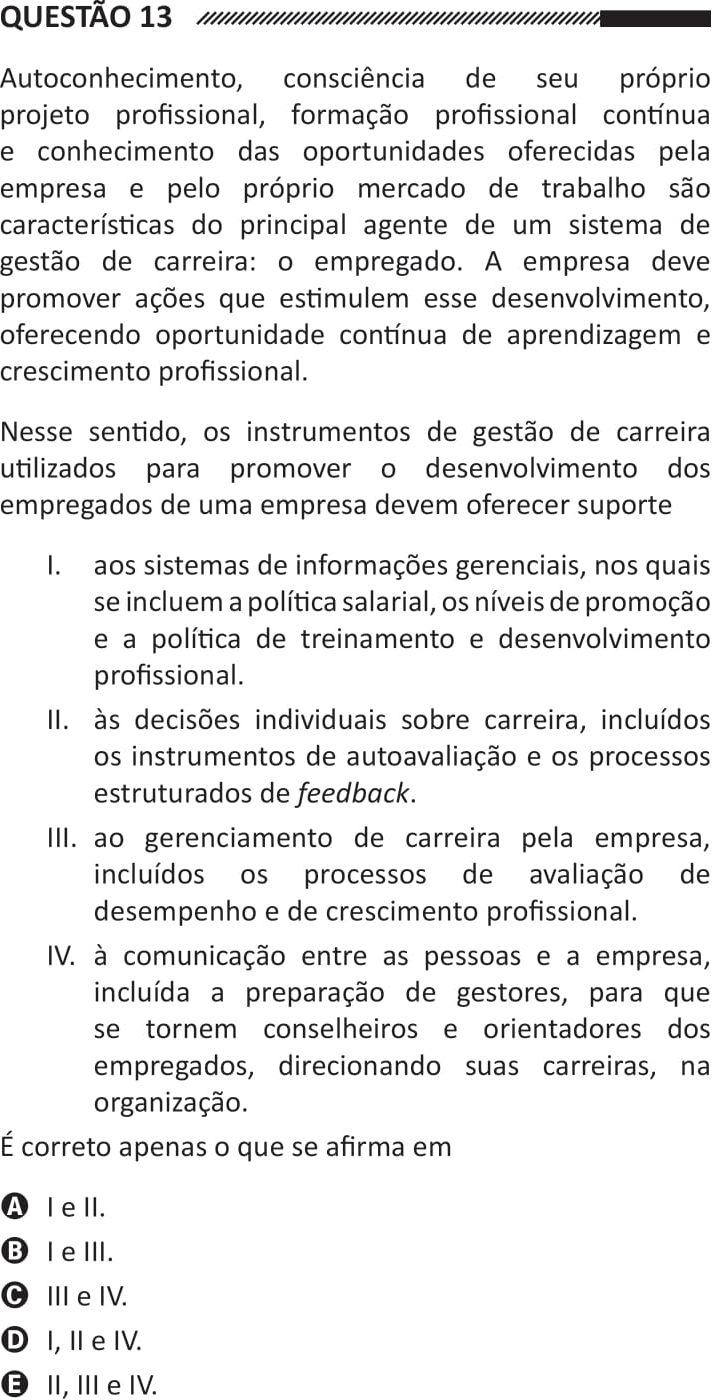 QUESTÃO 13
Autoconhecimento, consciência de seu próprio
projeto profissional, formação profissional contínua
e conhecimento das oportunidades oferecidas pela
empresa e pelo próprio mercado de trabalho são
características do principal agente de um sistema de
gestão de carreira: o empregado. A empresa deve
promover ações que estimulem esse desenvolvimento,
oferecendo oportunidade contínua de aprendizagem e
crescimento profissional.
Nesse sentido, os instrumentos de gestão de carreira
utilizados para promover o desenvolvimento dos
empregados de uma empresa devem oferecer suporte
I. aos sistemas de informações gerenciais, nos quais
se incluem a política salarial, os níveis de promoção
e a política de treinamento e desenvolvimento
profissional.
II. às decisões individuais sobre carreira, incluídos
os instrumentos de autoavaliação e os processos
estruturados de feedback.
III. ao gerenciamento de carreira pela empresa,
incluídos os processos de avaliação de
desempenho e de crescimento profissional.
IV. à comunicação entre as pessoas e a empresa,
incluída a preparação de gestores, para que
se tornem conselheiros e orientadores dos
empregados, direcionando suas carreiras, na
organização.
É correto apenas o que se afirma em
A I e II.
B I e III.
C III e IV.
D I, II e IV.
E II, III e IV.